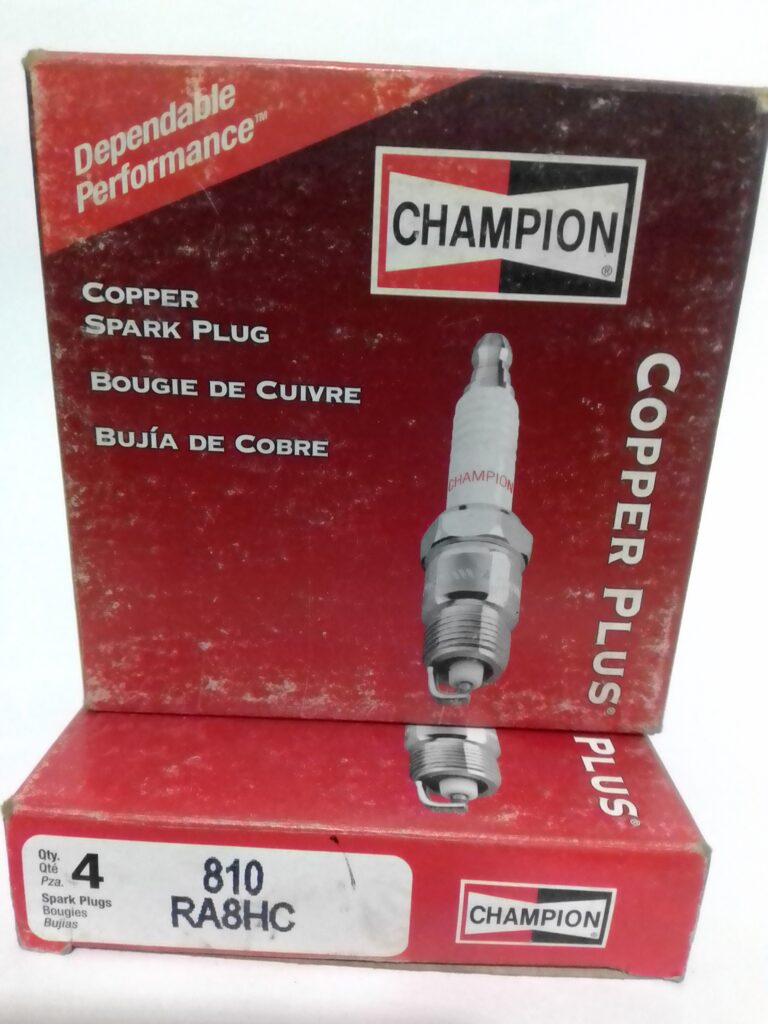 Dependable
Performance™
CHAMPION
®
COPPER
SPARK PLUG
BOUGIE DE CUIVRE
BUJÍA DE COBRE
CHAMPION
COPPER PLUS®
PLUS®
Qty.
Qté
Pza.
4
Spark Plugs
Bougies
Bujías
810
RA8HC
CHAMPION
®